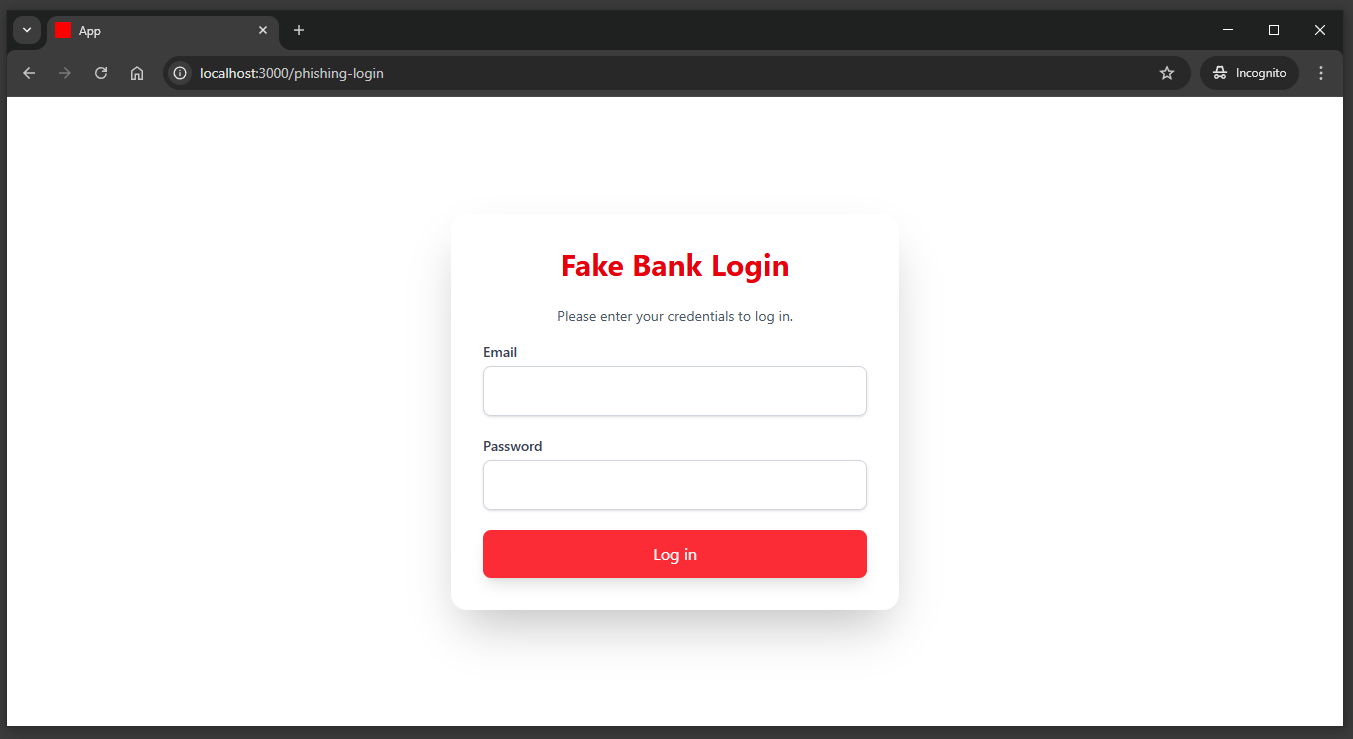 App
localhost:3000/phishing-login
Incognito
Fake Bank Login
Please enter your credentials to log in.
Email
Password
Log in